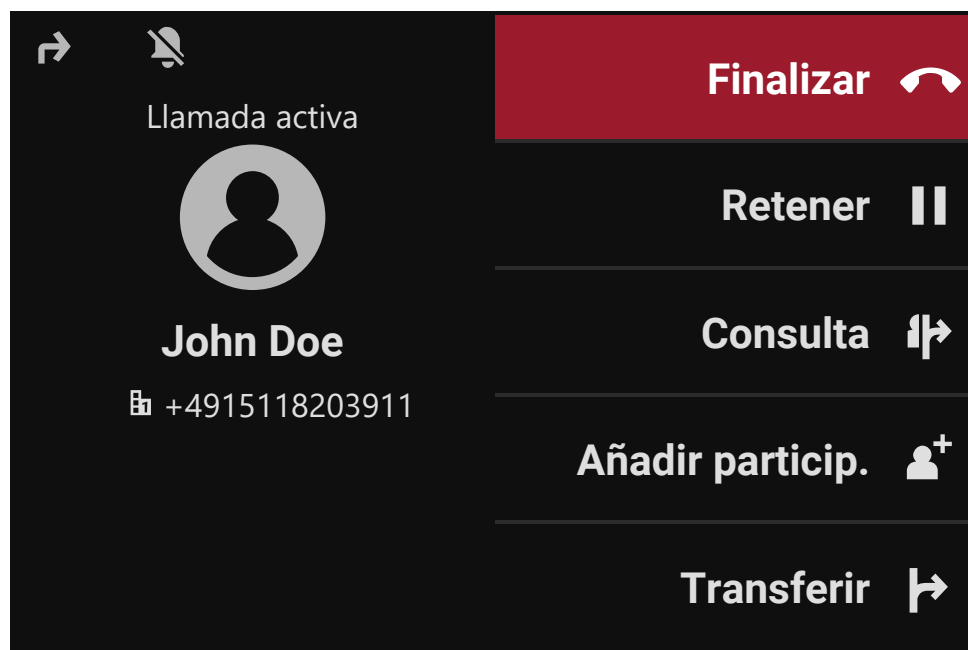 Llamada activa
John Doe
+4915118203911
Finalizar
Retener
Consulta
Añadir particip.
Transferir